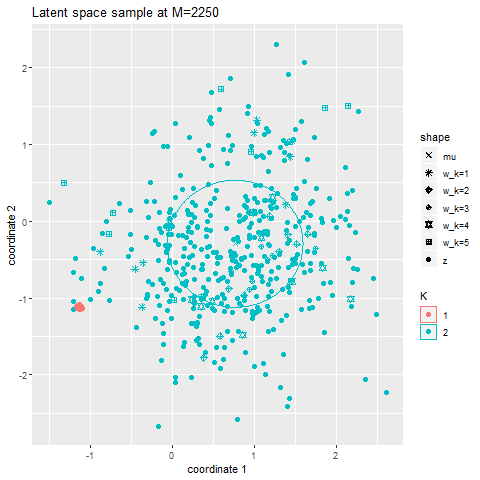 Latent space sample at M=2250
2
1
0
-1
-2
-1
0
1
2
coordinate 1
coordinate 2
shape
mu
w_k=1
w_k=2
w_k=3
w_k=4
w_k=5
z
K
1
2